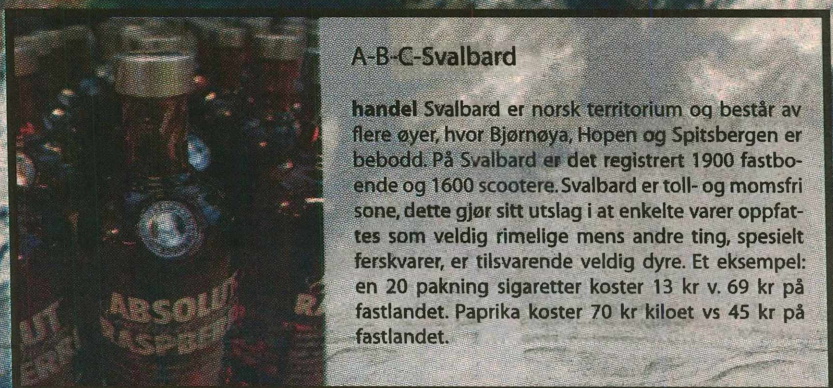 A-B-C-Svalbard
handel Svalbard er norsk territorium og består av
flere øyer, hvor Bjørnøya, Hopen og Spitsbergen er
bebodd. På Svalbard er det registrert 1900 fastbo-
ende og 1600 scootere. Svalbard er toll- og momsfri
sone, dette gjør sitt utslag i at enkelte varer oppfat-
tes som veldig rimelige mens andre ting, spesielt
ferskvarer, er tilsvarende veldig dyre. Et eksempel:
en 20 pakning sigaretter koster 13 kr v. 69 kr på
fastlandet. Paprika koster 70 kr kiloet vs 45 kr på
fastlandet.
ABSOLUT
RASPBERRI